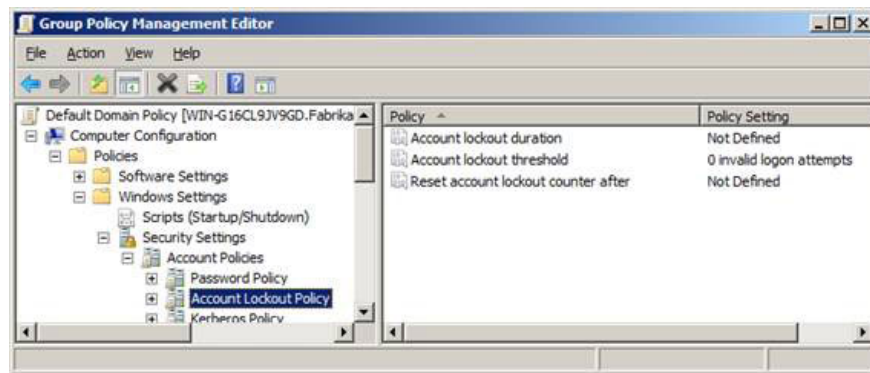 Group Policy Management Editor
File Action View Help
Default Domain Policy [WIN-G16CL9JV9GD.Fabrika
Computer Configuration
Policies
Software Settings
Windows Settings
Scripts (Startup/Shutdown)
Security Settings
Account Policies
Password Policy
Account Lockout Policy
Kerberos Policy
Policy Policy Setting
Account lockout duration Not Defined
Account lockout threshold 0 invalid logon attempts
Reset account lockout counter after Not Defined